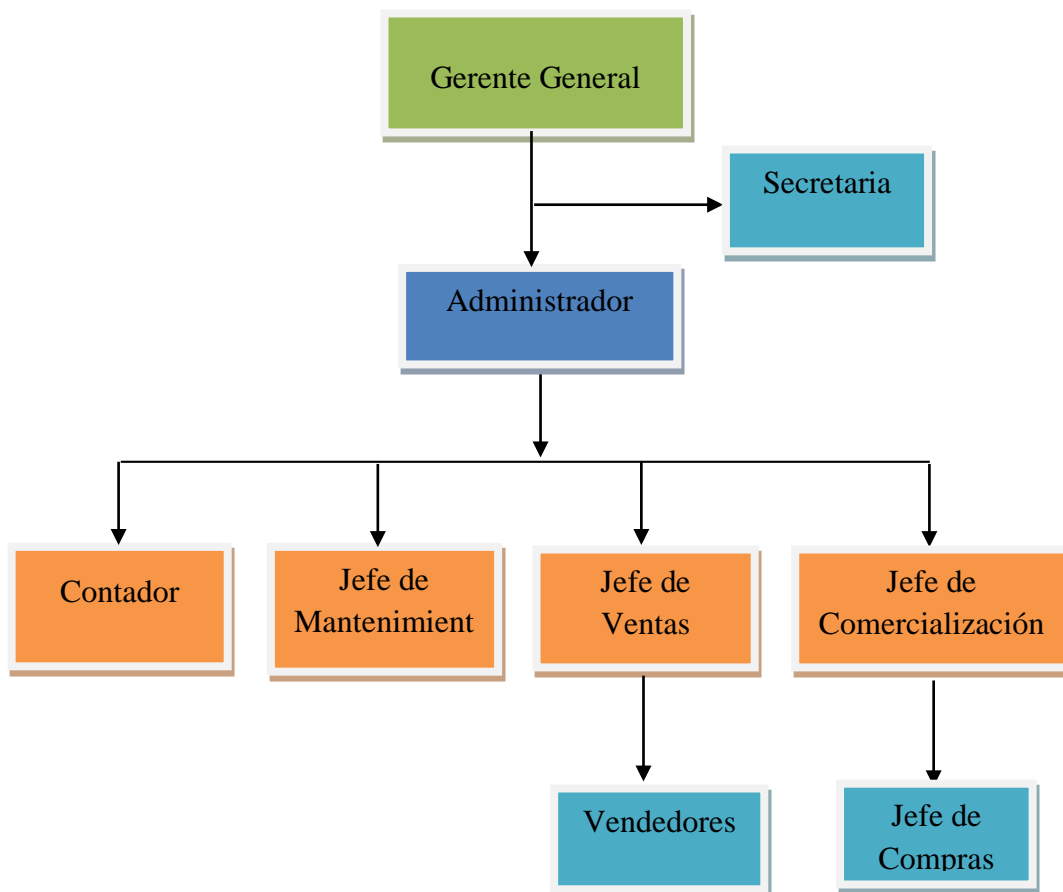 Gerente General
Secretaria
Administrador
Contador
Jefe de
Mantenimient
Jefe de
Ventas
Jefe de
Comercialización
Vendedores
Jefe de
Compras